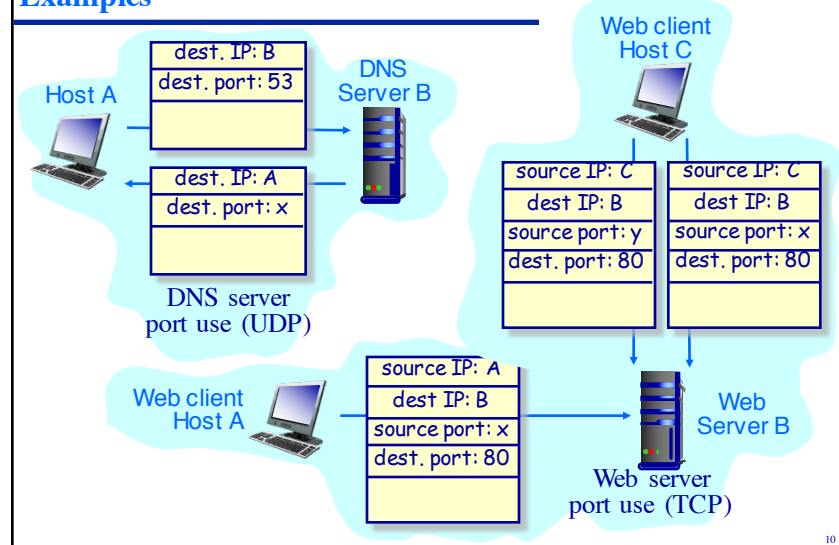 Examples
Host A
dest. IP: B
dest. port: 53
DNS
Server B
dest. IP: A
dest. port: x
DNS server
port use (UDP)
Web client
Host C
source IP: C
dest IP: B
source port: y
dest. port: 80
source IP: C
dest IP: B
source port: x
dest. port: 80
Web client
Host A
source IP: A
dest IP: B
source port: x
dest. port: 80
Web
Server B
Web server
port use (TCP)
10